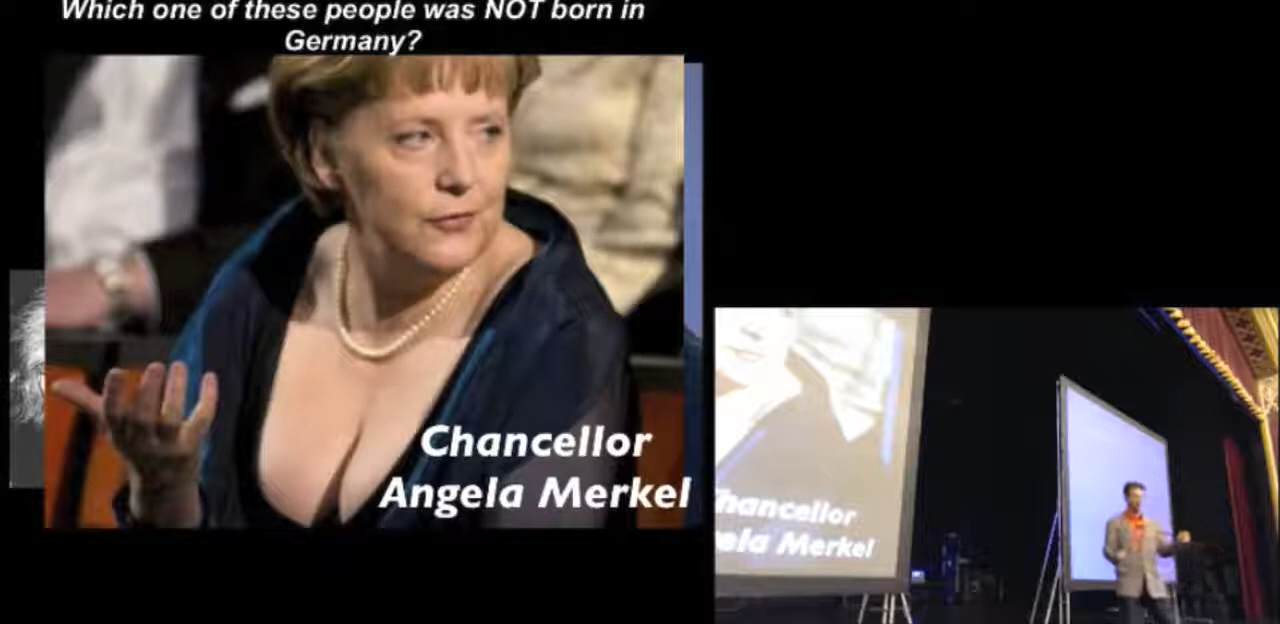 Which one of these people was NOT born in
Germany?
Chancellor
Angela Merkel
hancellor
ela Merkel